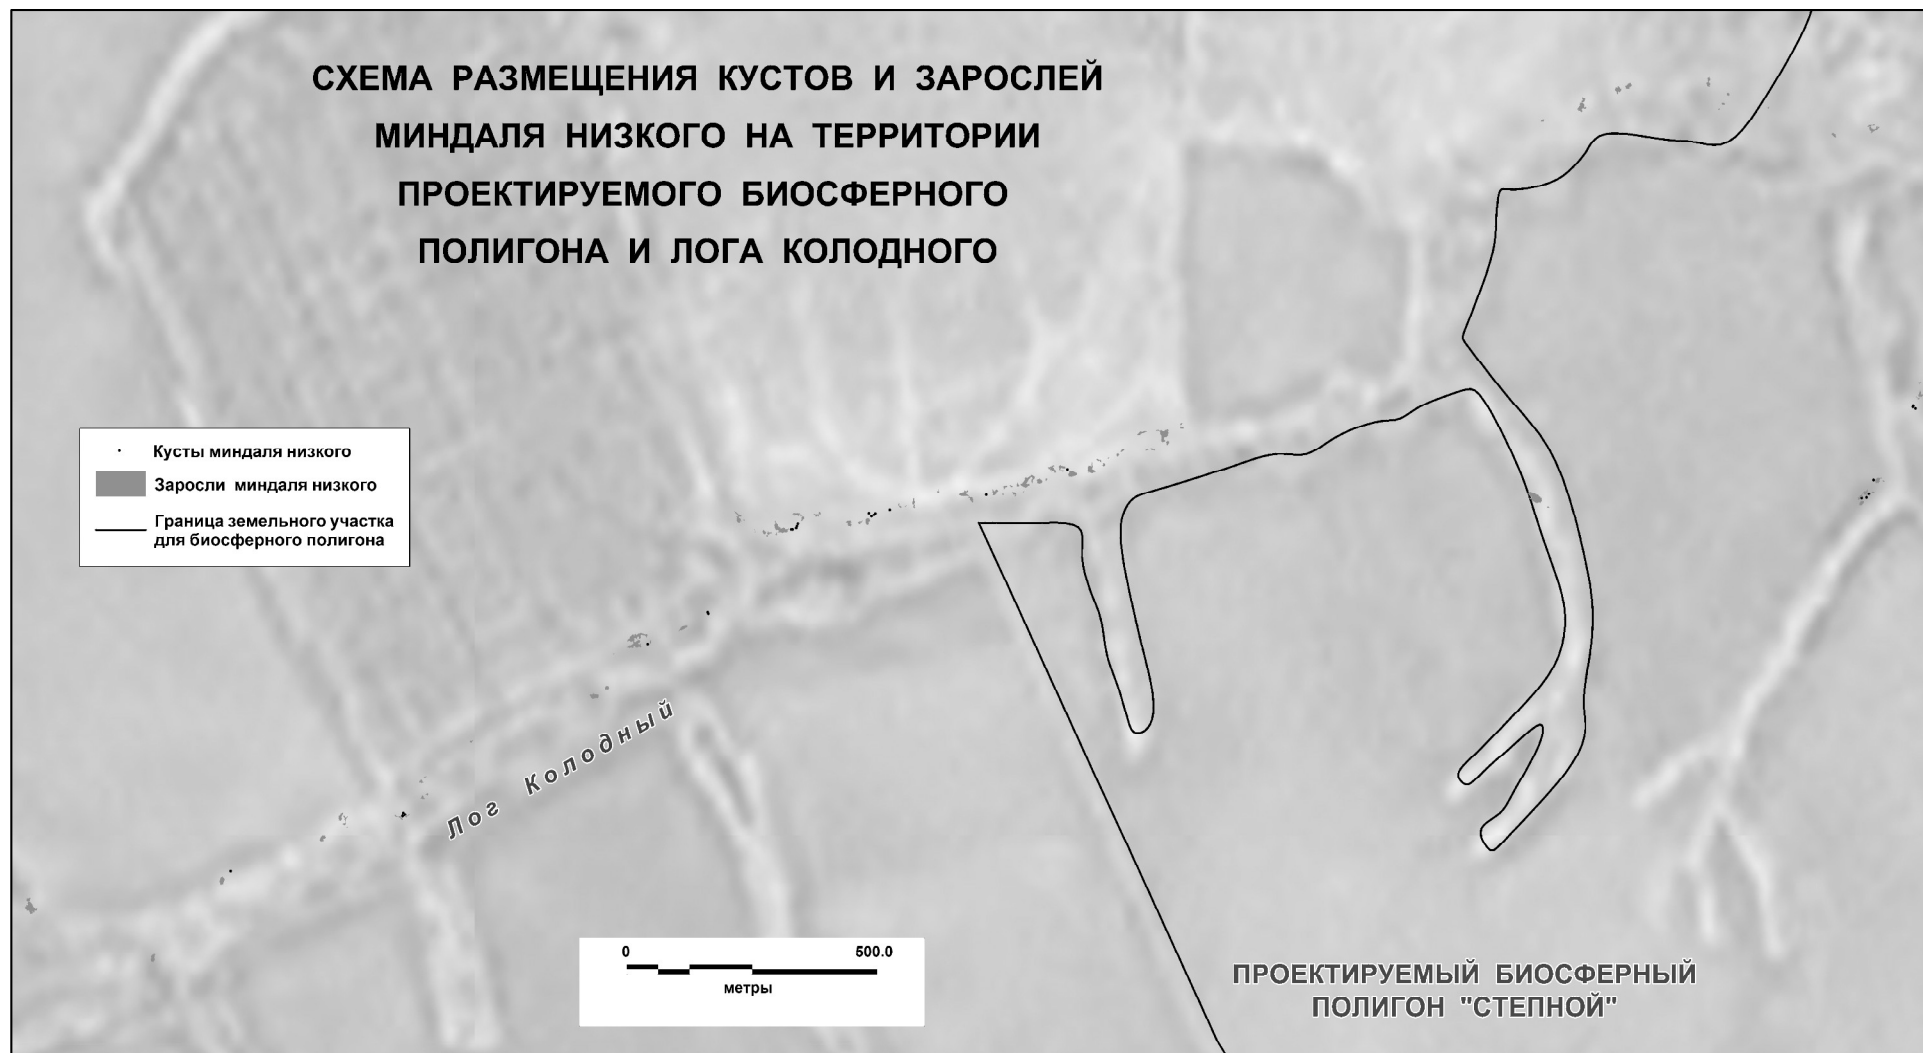 СХЕМА РАЗМЕЩЕНИЯ КУСТОВ И ЗАРОСЛЕЙ
МИНДАЛЯ НИЗКОГО НА ТЕРРИТОРИИ
ПРОЕКТИРУЕМОГО БИОСФЕРНОГО
ПОЛИГОНА И ЛОГА КОЛОДНОГО
Кусты миндаля низкого
Заросли миндаля низкого
Граница земельного участка
для биосферного полигона
Лог Колодный
0 500.0
метры
ПРОЕКТИРУЕМЫЙ БИОСФЕРНЫЙ
ПОЛИГОН "СТЕПНОЙ"